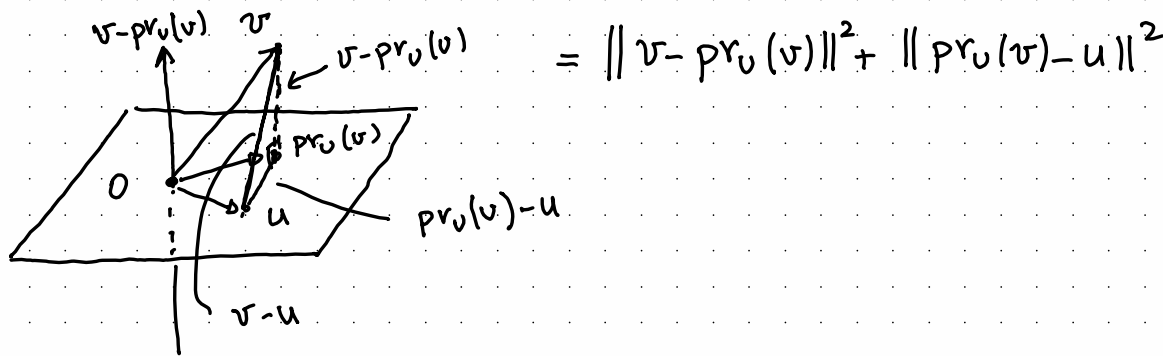 v-pr_U(v)
v
v-pr_U(v)
= ||v-pr_U(v)||²+ ||pr_U(v)-u||²
pr_U(v)
0
u
pr_U(v)-u
v-u